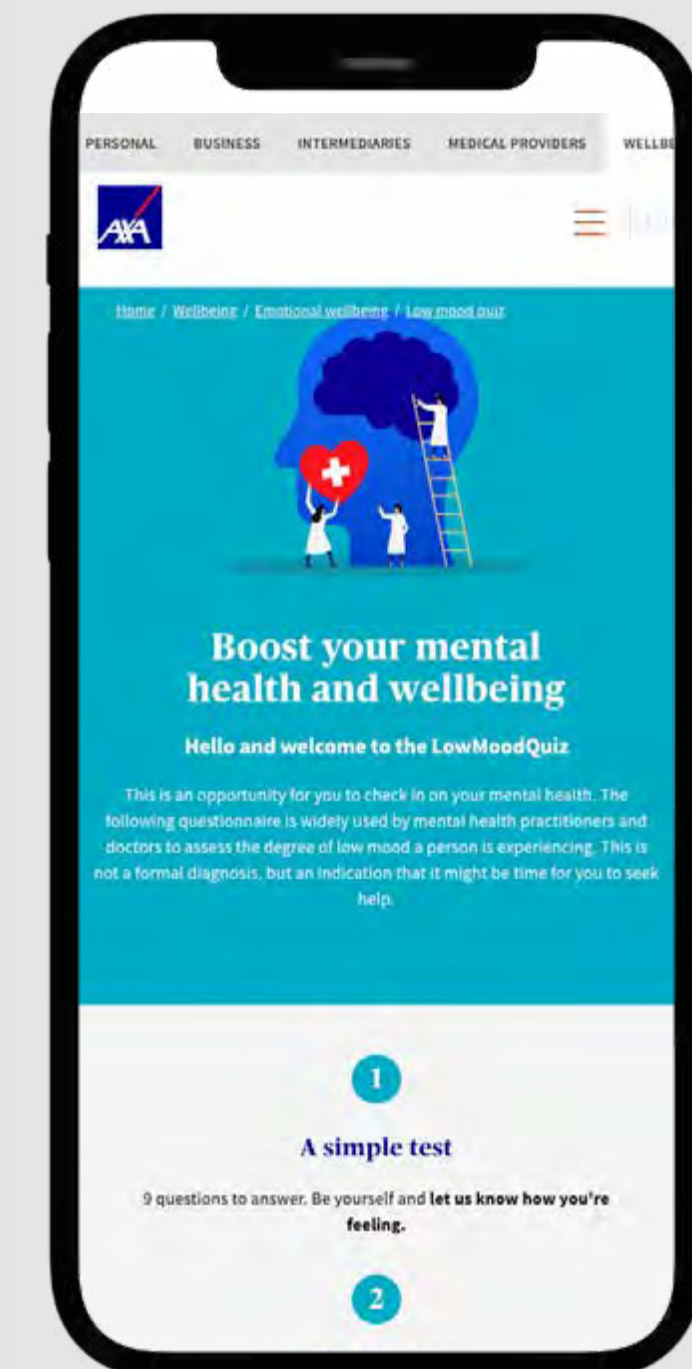 PERSONAL BUSINESS INTERMEDIARIES MEDICAL PROVIDERS WELLBE
AXA
Home / Wellbeing / Emotional wellbeing / Low mood quiz
Boost your mental
health and wellbeing
Hello and welcome to the LowMoodQuiz
This is an opportunity for you to check in on your mental health. The
following questionnaire is widely used by mental health practitioners and
doctors to assess the degree of low mood a person is experiencing. This is
not a formal diagnosis, but an indication that it might be time for you to seek
help.
1
A simple test
9 questions to answer. Be yourself and let us know how you're
feeling.
2